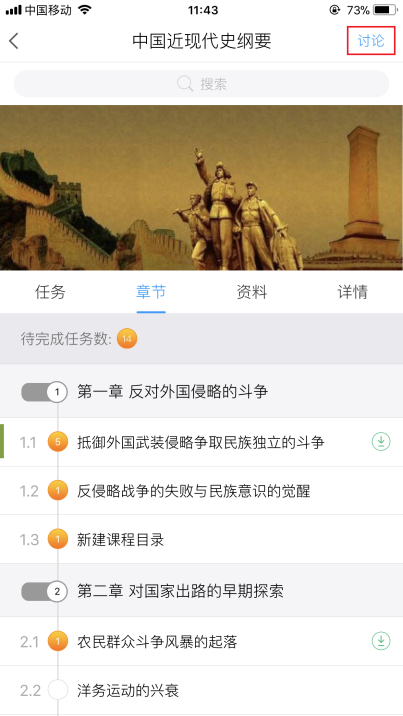 中国移动 11:43 73%
中国近现代史纲要 讨论
搜索
任务 章节 资料 详情
待完成任务数: 14
1 第一章 反对外国侵略的斗争
1.1 5 抵御外国武装侵略争取民族独立的斗争
1.2 1 反侵略战争的失败与民族意识的觉醒
1.3 1 新建课程目录
2 第二章 对国家出路的早期探索
2.1 1 农民群众斗争风暴的起落
2.2 洋务运动的兴衰